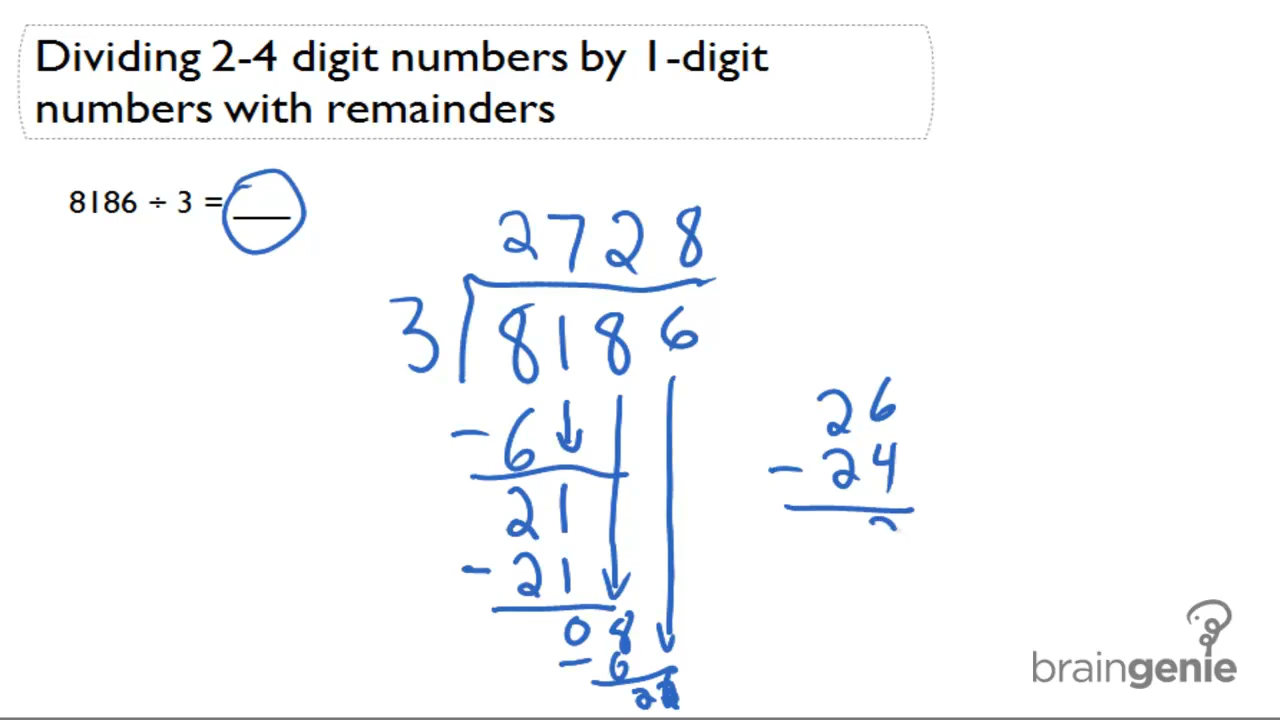 Dividing 2-4 digit numbers by 1-digit
numbers with remainders
8186 ÷ 3 = ___
2728
3 8186
- 6
21
- 21
08
- 6
26
- 24
braingenie